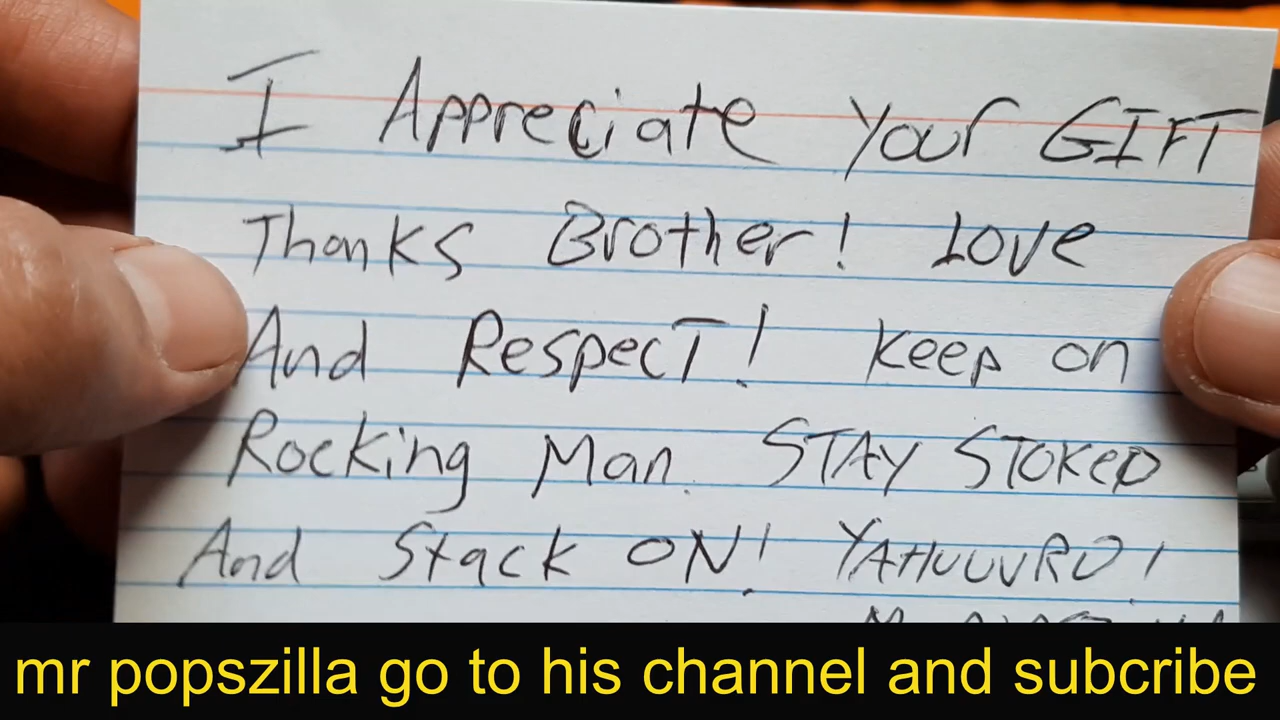 I Appreciate Your GIFT
Thanks Brother! Love
And Respect! Keep on
Rocking Man. STAY STOKED
And Stack ON! YAHUUURD!
mr popszilla go to his channel and subcribe